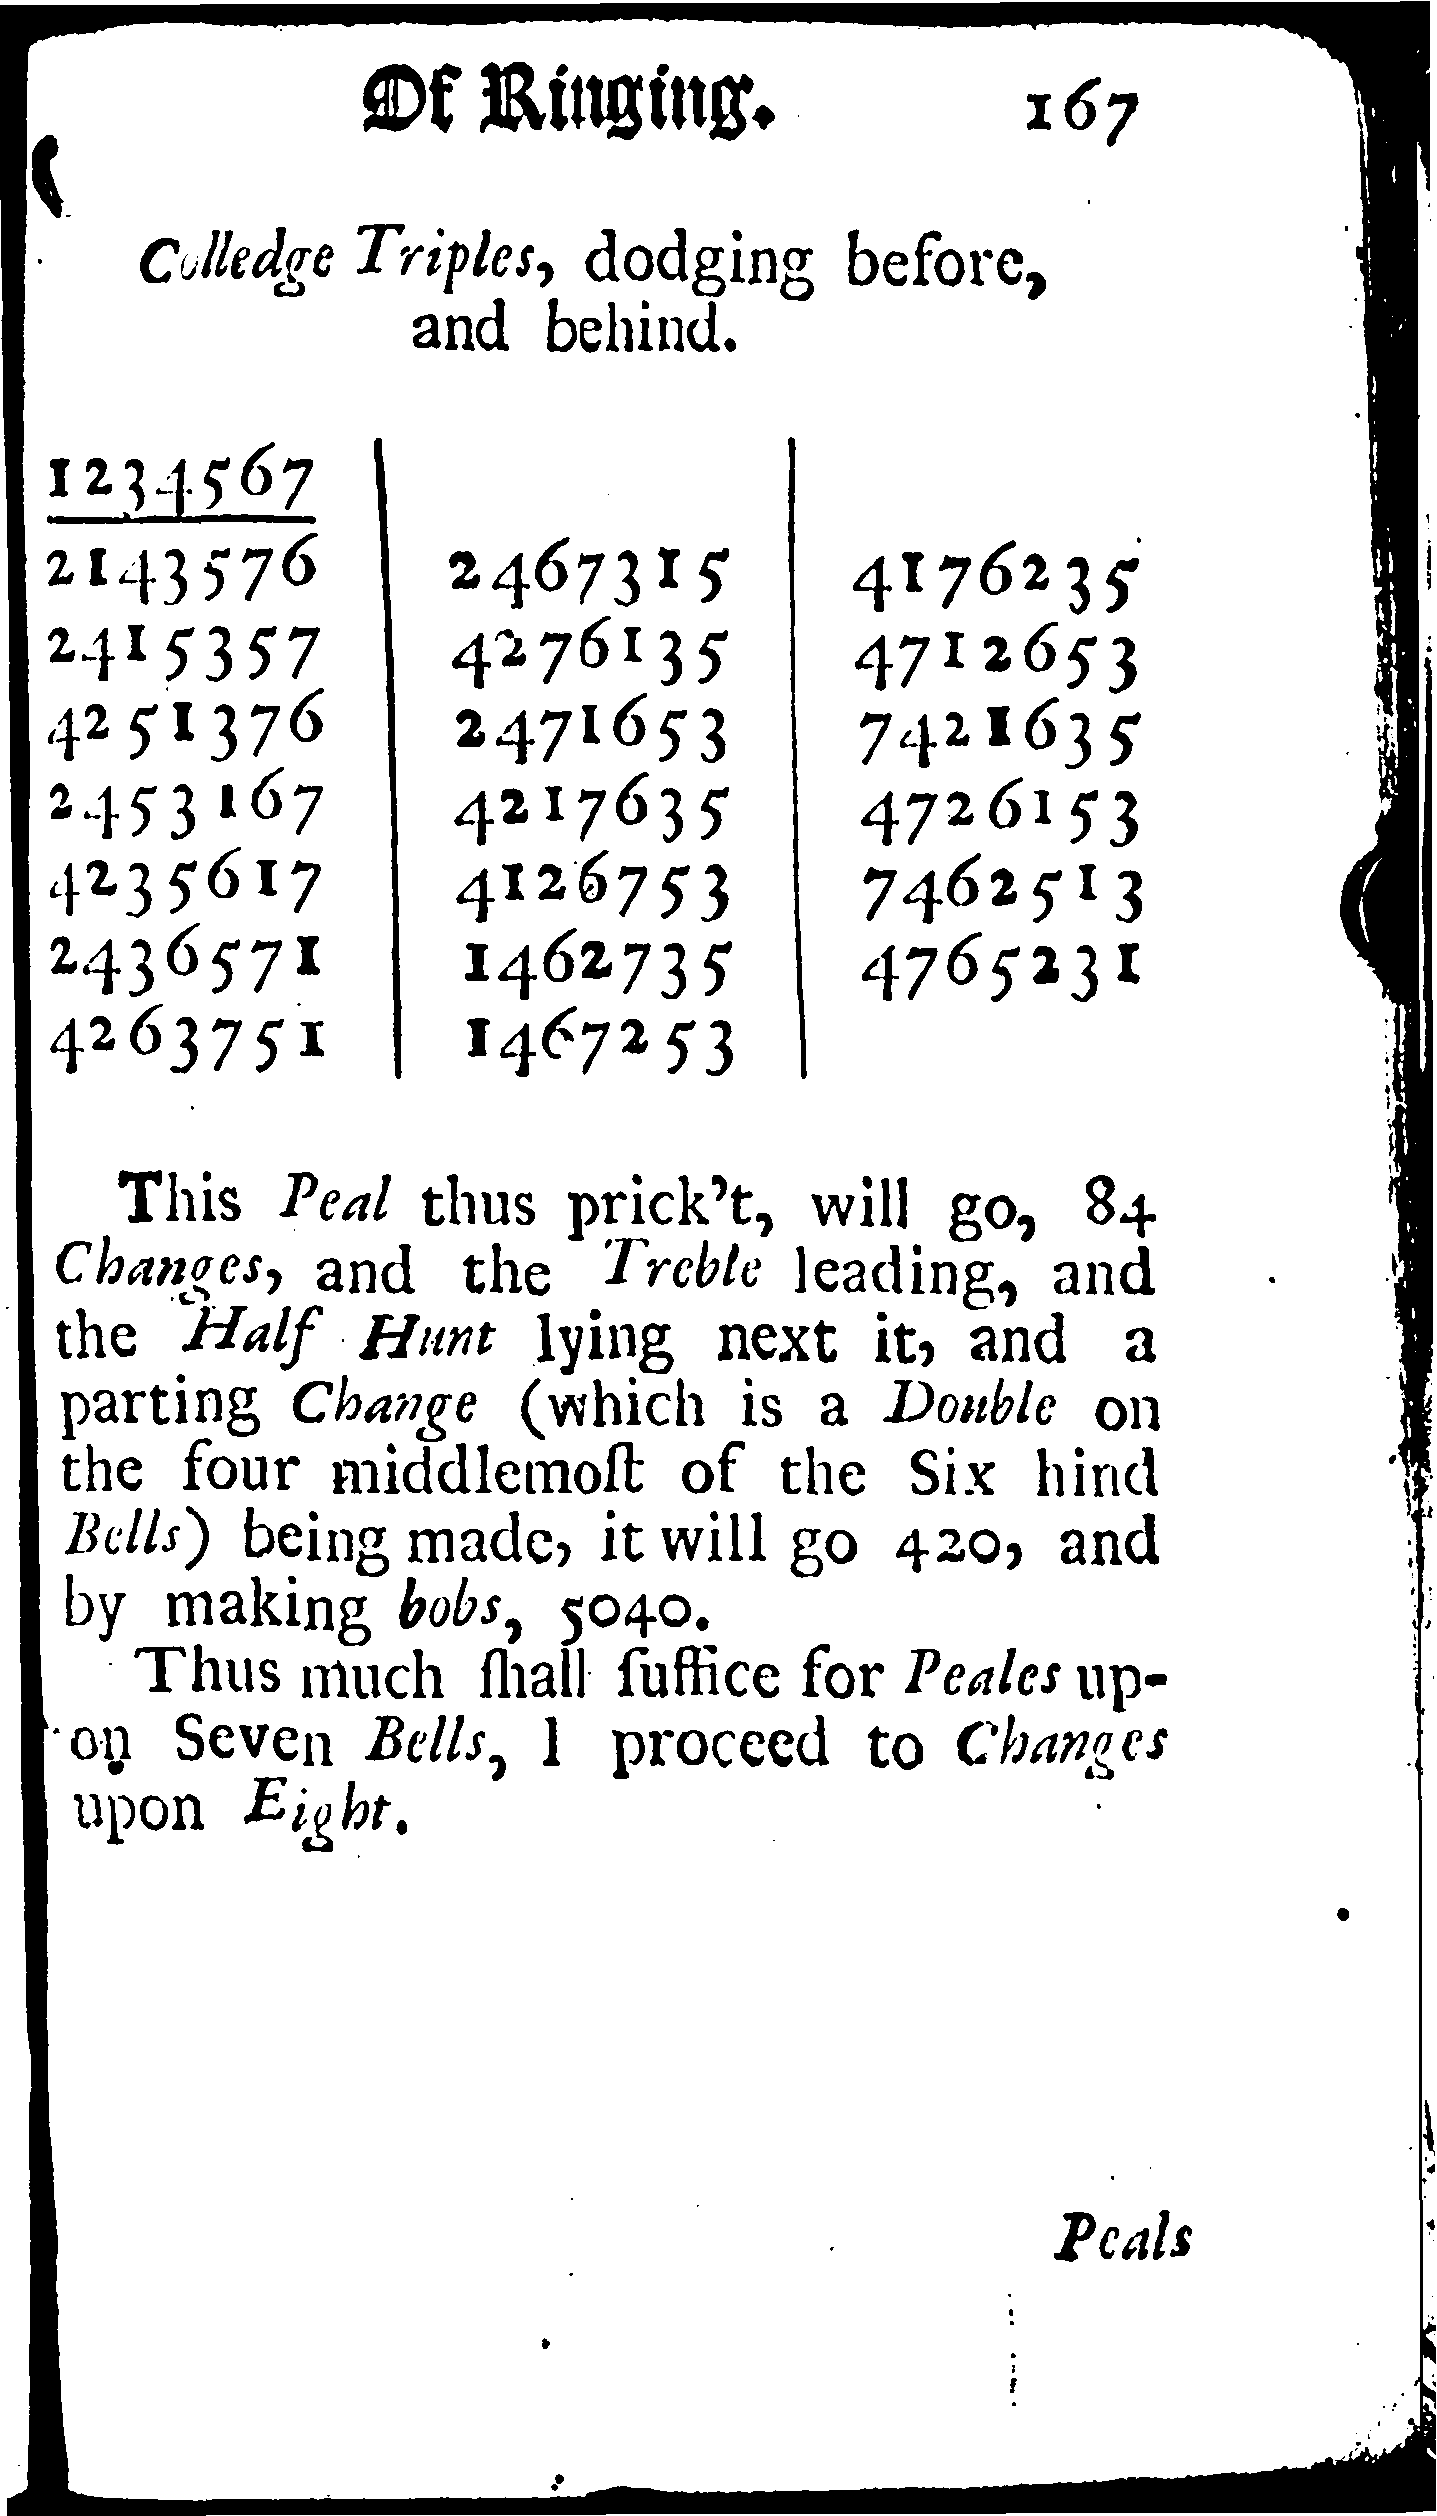 Of Ringing. 167
Colledge Triples, dodging before,
and behind.
1234567
2143576
2415357
4251376
2453167
4235617
2436571
4263751
2467315
4276135
2471653
4217635
4126753
1462735
1467253
4176235
4712653
7421635
4726153
7462513
4765231
This Peal thus prick't, will go, 84
Changes, and the Treble leading, and
the Half Hunt lying next it, and a
parting Change (which is a Double on
the four middlemoſt of the Six hind
Bells) being made, it will go 420, and
by making bobs, 5040.
Thus much ſhall ſuffice for Peales up-
on Seven Bells, I proceed to Changes
upon Eight.
Peals